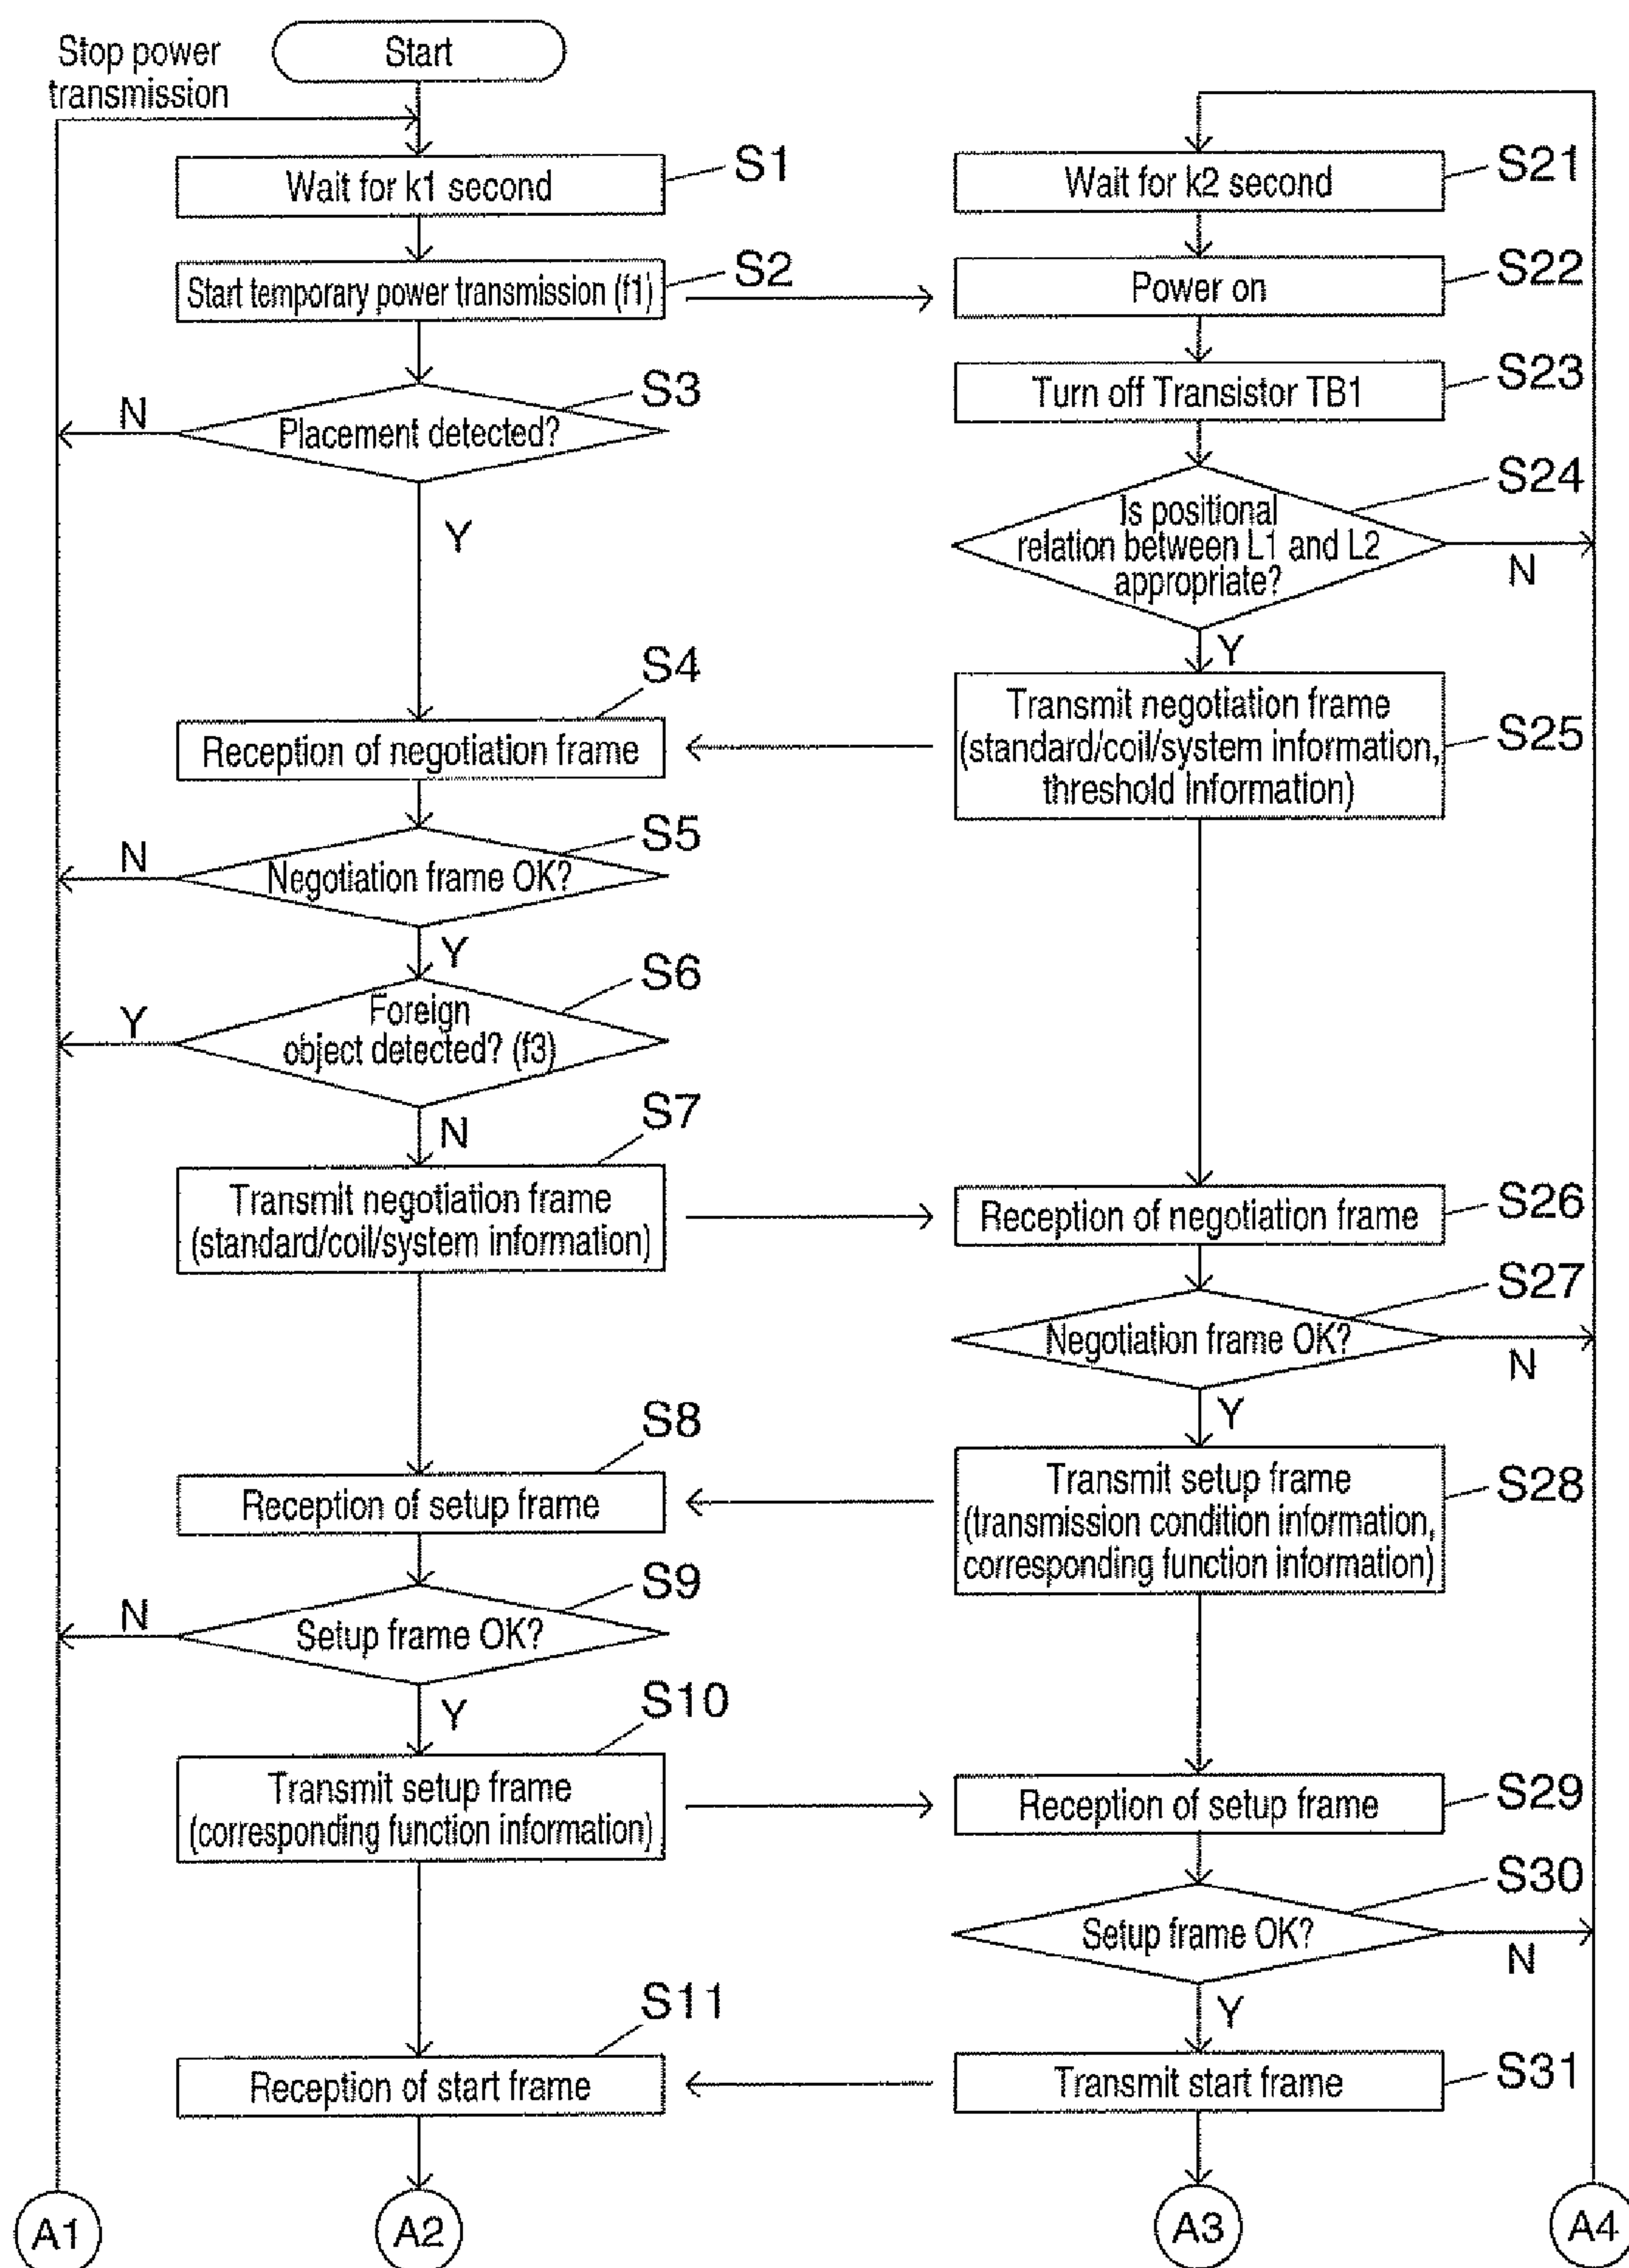 Start
Stop power
transmission
Wait for k1 second
S1
Start temporary power transmission (f1)
S2
Placement detected?
S3
N
Y
Reception of negotiation frame
S4
Negotiation frame OK?
S5
N
Y
Foreign
object detected? (f3)
S6
Y
N
Transmit negotiation frame
(standard/coil/system information)
S7
Reception of setup frame
S8
Setup frame OK?
S9
N
Y
Transmit setup frame
(corresponding function information)
S10
Reception of start frame
S11
A1
A2
Wait for k2 second
S21
Power on
S22
Turn off Transistor TB1
S23
Is positional
relation between L1 and L2
appropriate?
S24
N
Y
Transmit negotiation frame
(standard/coil/system information,
threshold information)
S25
Reception of negotiation frame
S26
Negotiation frame OK?
S27
N
Y
Transmit setup frame
(transmission condition information,
corresponding function information)
S28
Reception of setup frame
S29
Setup frame OK?
S30
N
Y
Transmit start frame
S31
A3
A4